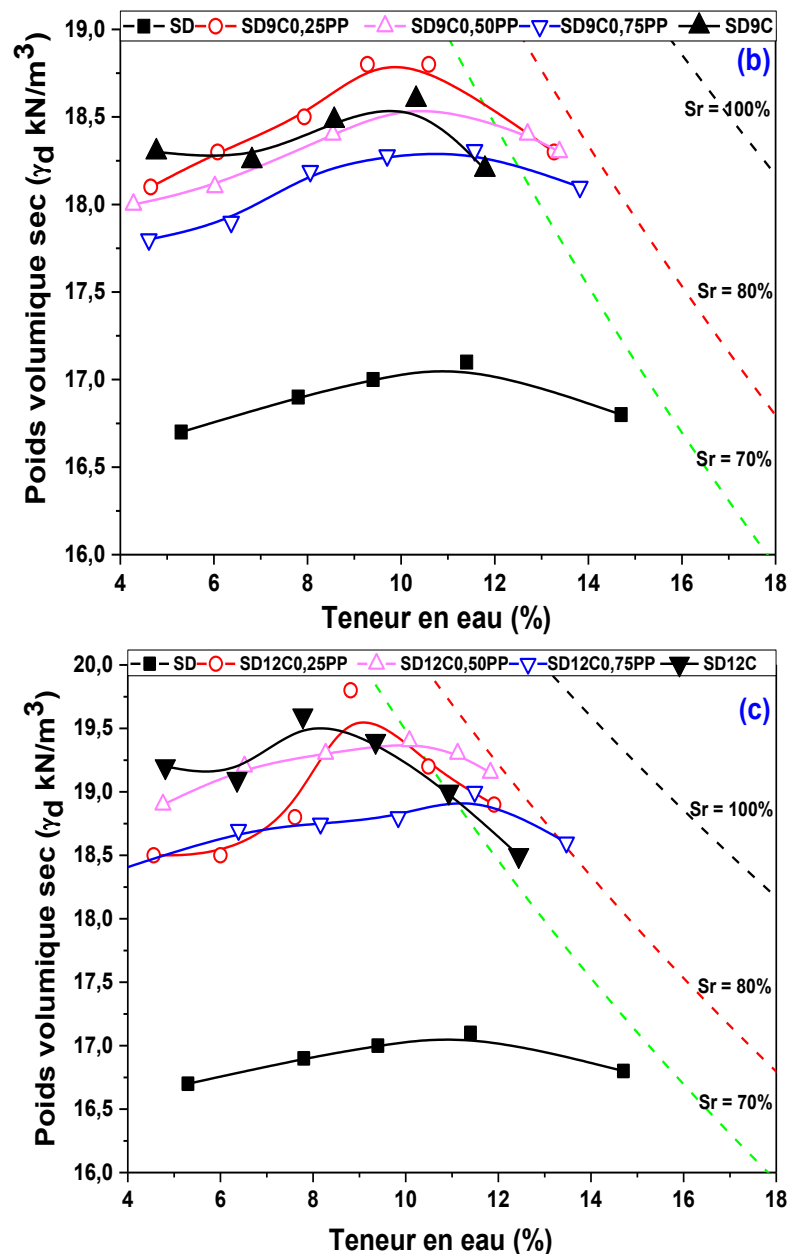 SD SD9C0,25PP SD9C0,50PP SD9C0,75PP SD9C
(b)
19,0
18,5
18,0
17,5
17,0
16,5
16,0
Poids volumique sec (γd kN/m³)
Sr = 100%
Sr = 80%
Sr = 70%
4 6 8 10 12 14 16 18
Teneur en eau (%)
SD SD12C0,25PP SD12C0,50PP SD12C0,75PP SD12C
(c)
20,0
19,5
19,0
18,5
18,0
17,5
17,0
16,5
16,0
Poids volumique sec (γd kN/m³)
Sr = 100%
Sr = 80%
Sr = 70%
4 6 8 10 12 14 16 18
Teneur en eau (%)